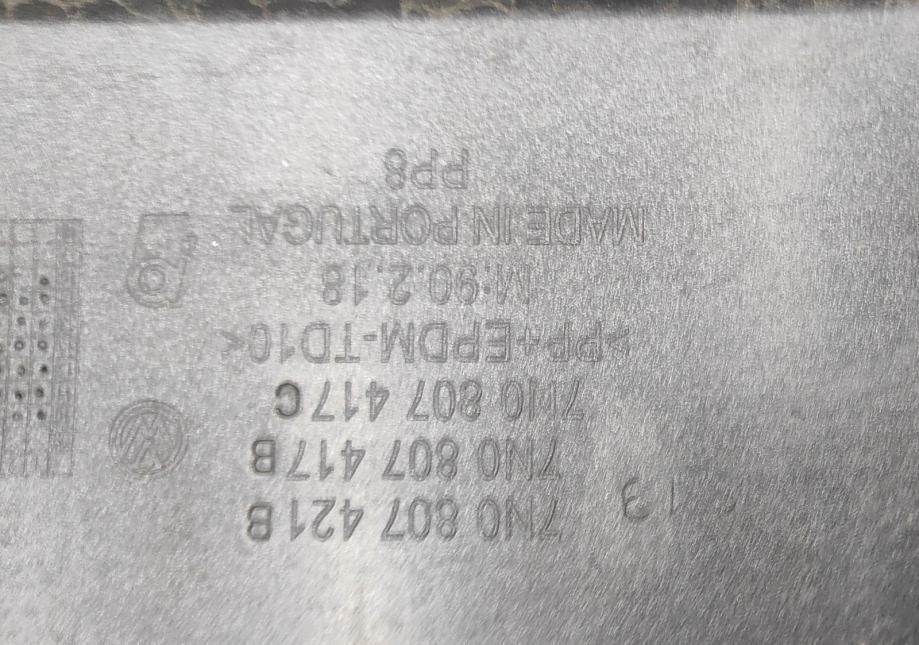 7N0 807 421B
7N0 807 417B
7N0 807 417C
>PP+EPDM-TD10<
M:90.2.18
MADE IN PORTUGAL
PP8